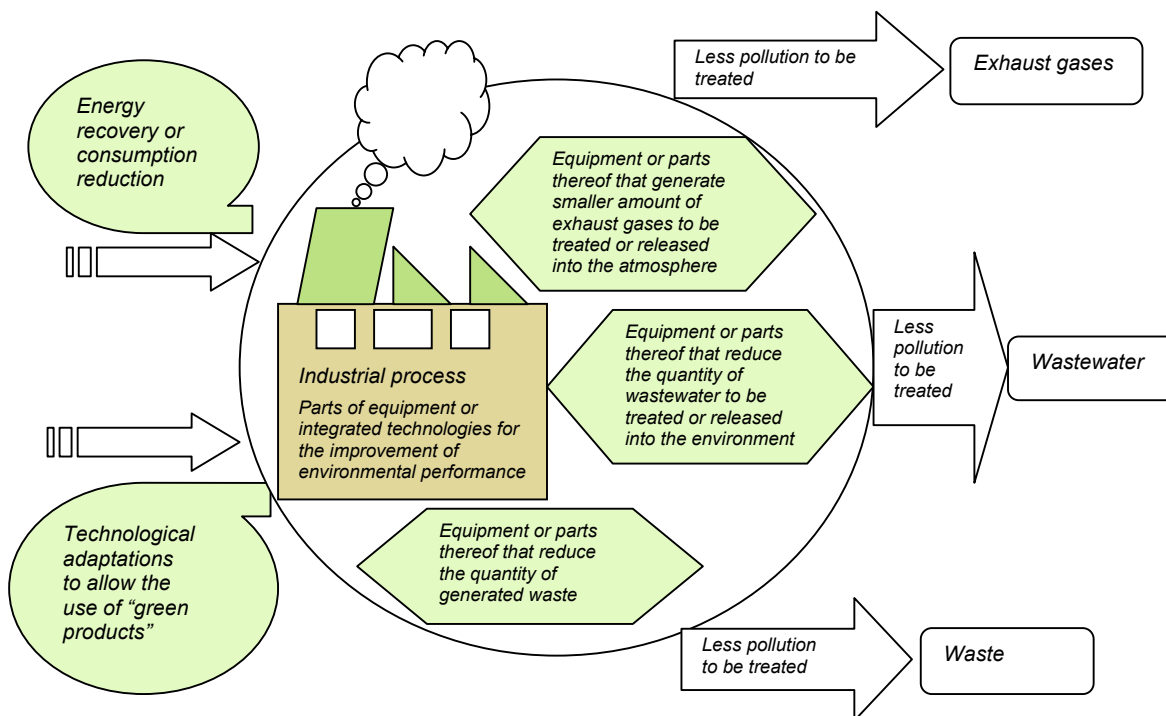 Less pollution to be
treated
Exhaust gases
Energy
recovery or
consumption
reduction
Equipment or parts
thereof that generate
smaller amount of
exhaust gases to be
treated or released
into the atmosphere
Less
pollution
to be
treated
Wastewater
Equipment or parts
thereof that reduce
the quantity of
wastewater to be
treated or released
into the environment
Industrial process
Parts of equipment or
integrated technologies for
the improvement of
environmental performance
Technological
adaptations
to allow the
use of “green
products”
Equipment or parts
thereof that reduce
the quantity of
generated waste
Less pollution
to be treated
Waste